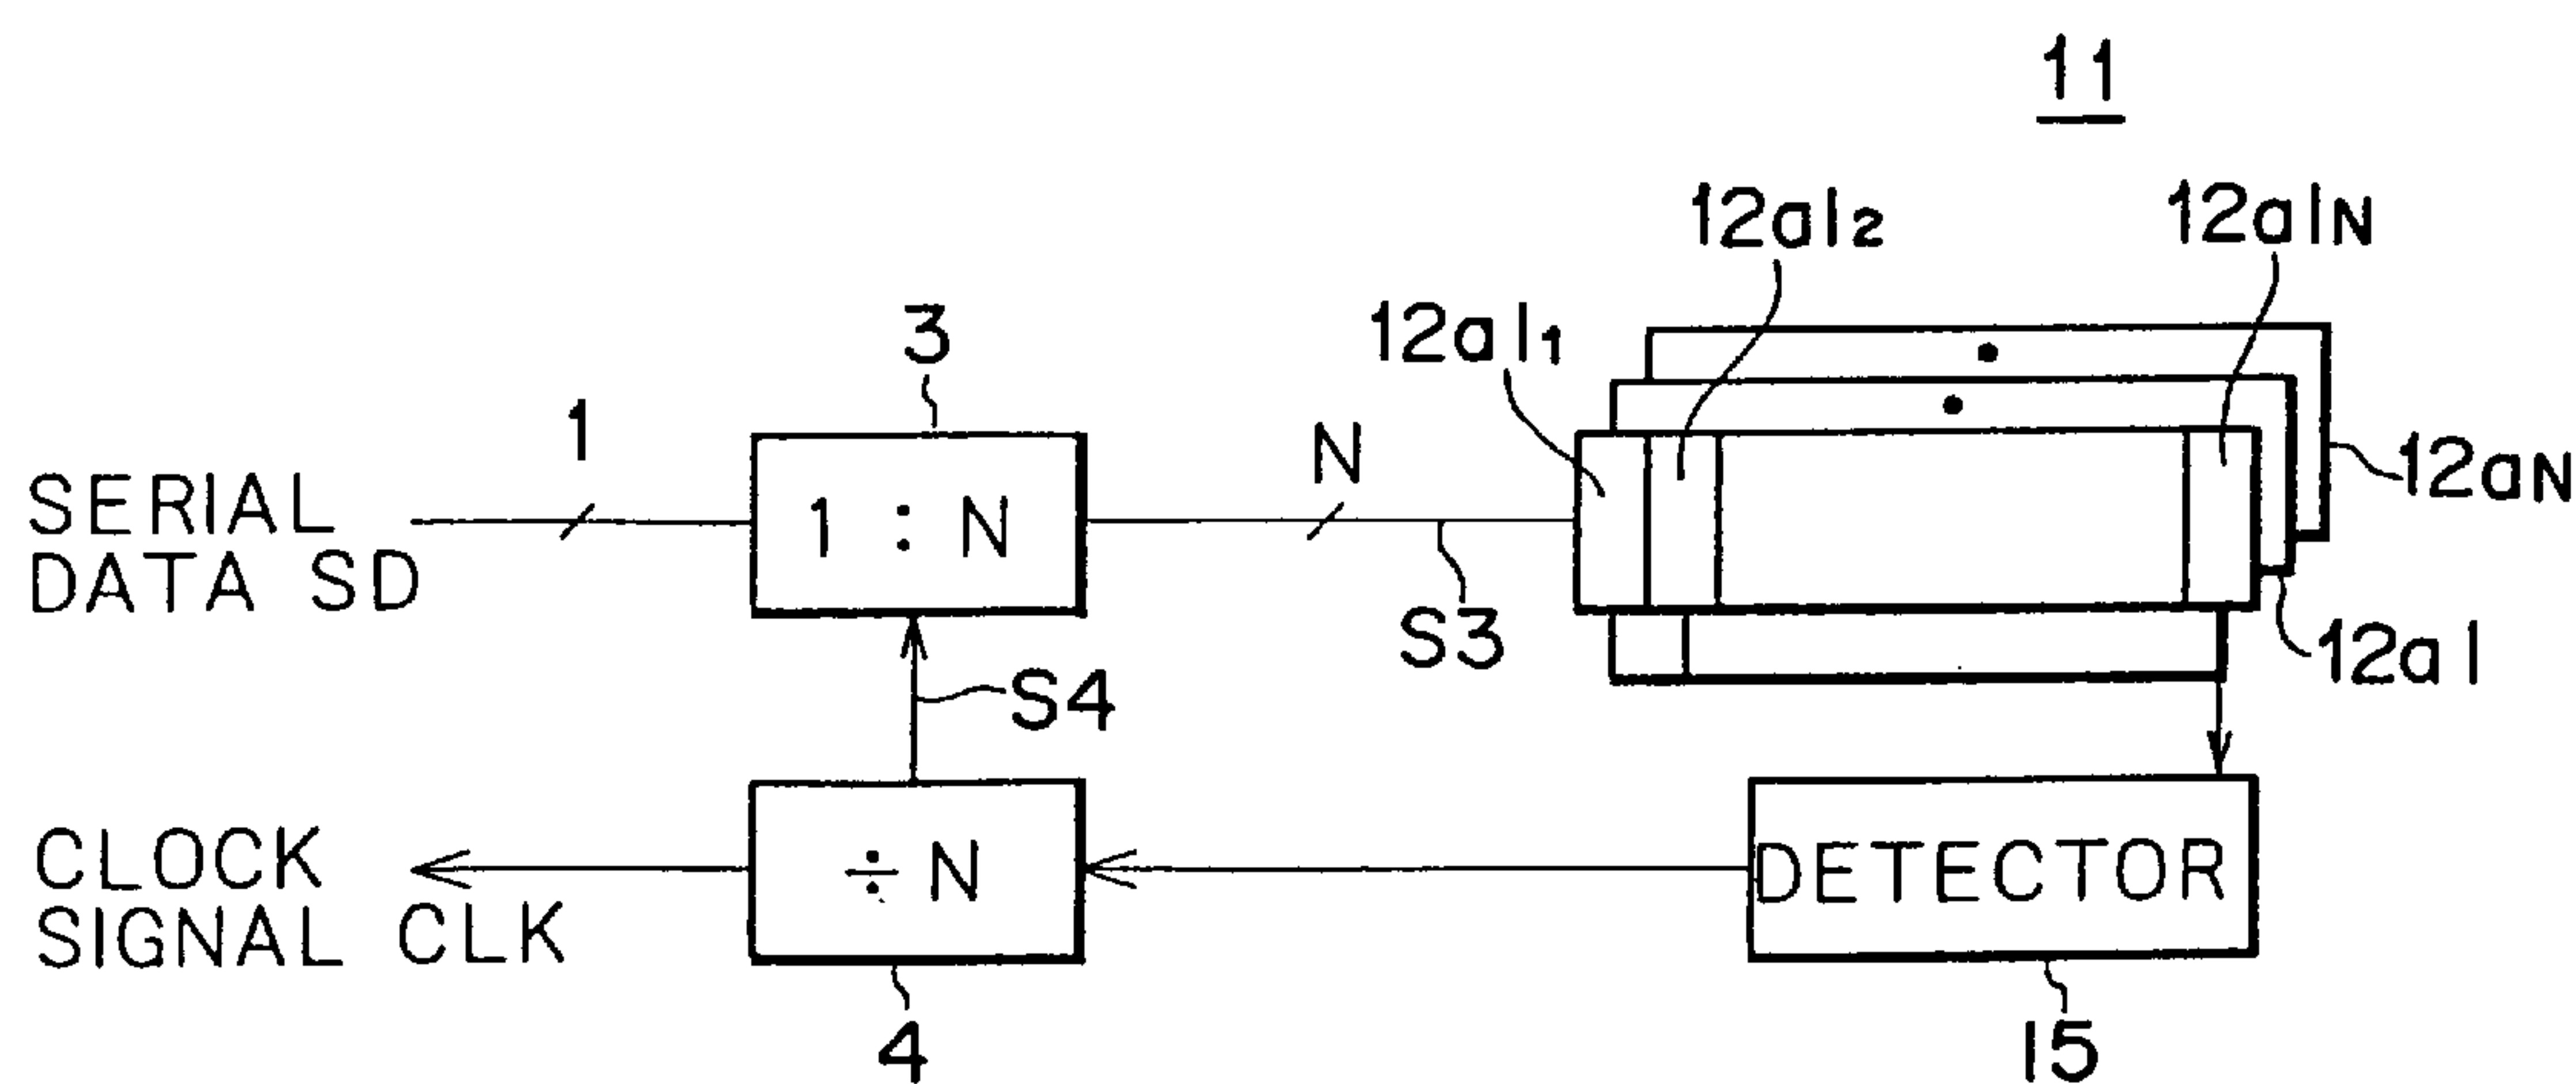 11
12al2
12alN
12al1
3
1
N
12aN
SERIAL
DATA SD
1 : N
S3
12al
S4
CLOCK
SIGNAL CLK
÷ N
DETECTOR
4
15